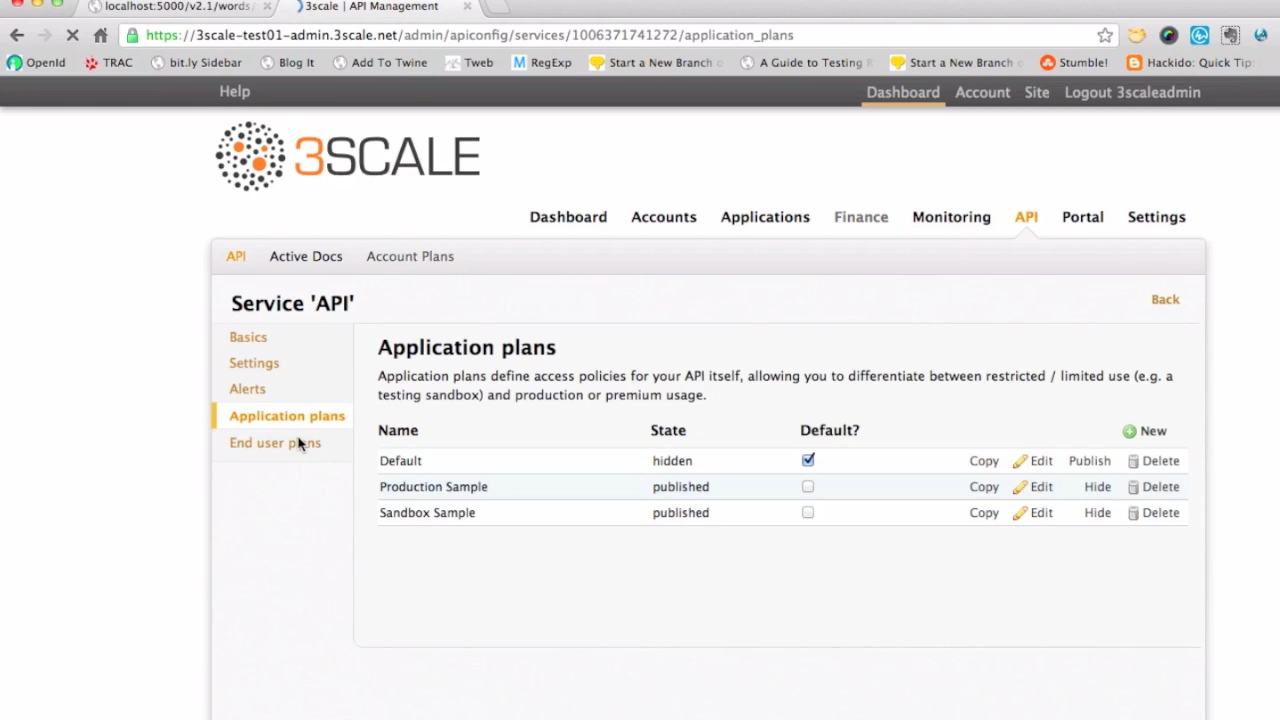 localhost:5000/v2.1/words
3scale | API Management
https://3scale-test01-admin.3scale.net/admin/apiconfig/services/1006371741272/application_plans
OpenId TRAC bit.ly Sidebar Blog It Add To Twine Tweb RegExp Start a New Branch A Guide to Testing Start a New Branch Stumble! Hackido: Quick Tip:
Help Dashboard Account Site Logout 3scaleadmin
3SCALE
Dashboard Accounts Applications Finance Monitoring API Portal Settings
API Active Docs Account Plans
Service 'API' Back
Basics
Settings
Alerts
Application plans
End user plans
Application plans
Application plans define access policies for your API itself, allowing you to differentiate between restricted / limited use (e.g. a
testing sandbox) and production or premium usage.
Name State Default? New
Default hidden Copy Edit Publish Delete
Production Sample published Copy Edit Hide Delete
Sandbox Sample published Copy Edit Hide Delete